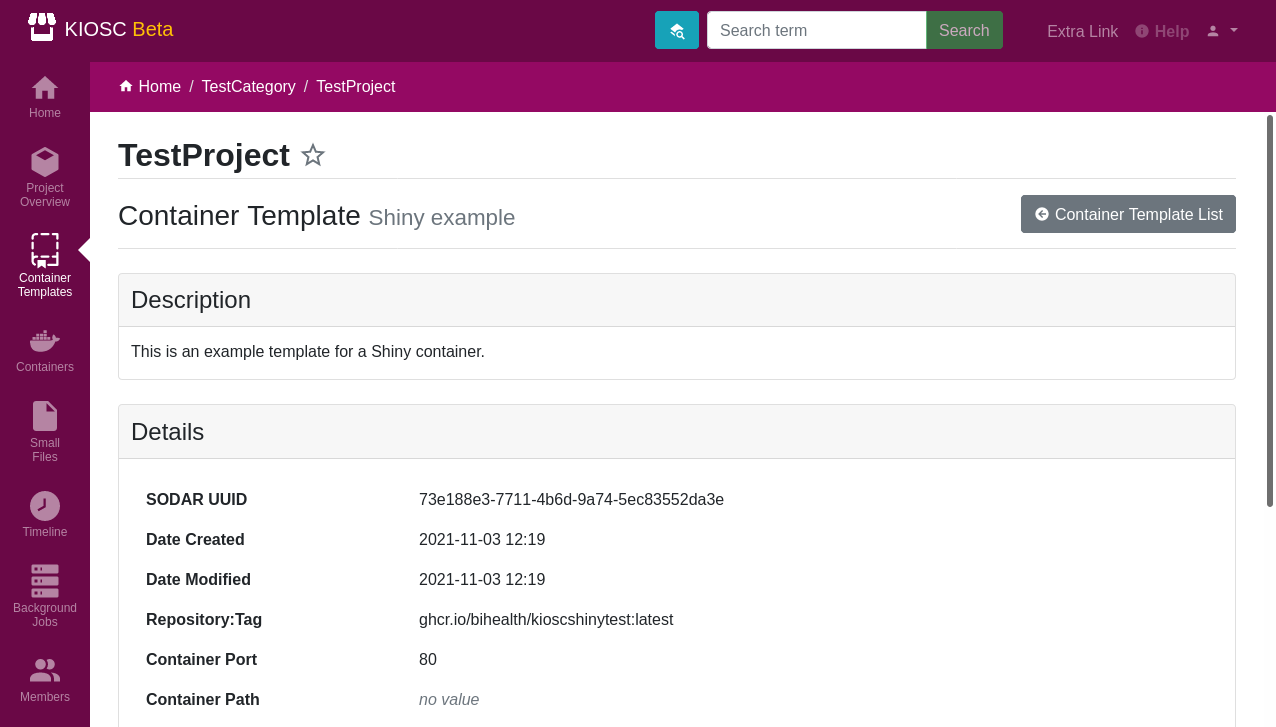 KIOSC Beta
Search term
Search
Extra Link
Help
Home / TestCategory / TestProject
Home
Project
Overview
Container
Templates
Containers
Small
Files
Timeline
Background
Jobs
Members
TestProject
Container Template Shiny example
Container Template List
Description
This is an example template for a Shiny container.
Details
SODAR UUID 73e188e3-7711-4b6d-9a74-5ec83552da3e
Date Created 2021-11-03 12:19
Date Modified 2021-11-03 12:19
Repository:Tag ghcr.io/bihealth/kioscshinytest:latest
Container Port 80
Container Path no value